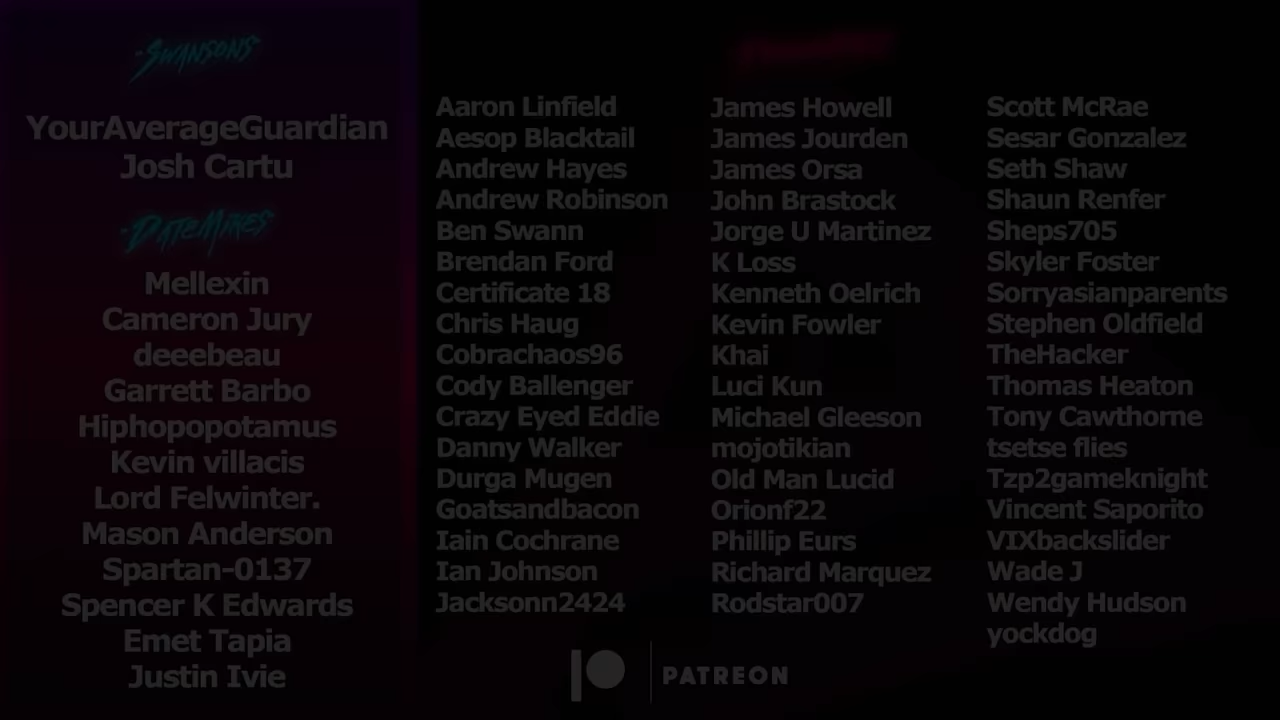 Swansons
YourAverageGuardian
Josh Cartu
DateMikes
Mellexin
Cameron Jury
deeebeau
Garrett Barbo
Hiphopopotamus
Kevin villacis
Lord Felwinter.
Mason Anderson
Spartan-0137
Spencer K Edwards
Emet Tapia
Justin Ivie
Aaron Linfield
Aesop Blacktail
Andrew Hayes
Andrew Robinson
Ben Swann
Brendan Ford
Certificate 18
Chris Haug
Cobrachaos96
Cody Ballenger
Crazy Eyed Eddie
Danny Walker
Durga Mugen
Goatsandbacon
Iain Cochrane
Ian Johnson
Jacksonn2424
James Howell
James Jourden
James Orsa
John Brastock
Jorge U Martinez
K Loss
Kenneth Oelrich
Kevin Fowler
Khai
Luci Kun
Michael Gleeson
mojotikian
Old Man Lucid
Orionf22
Phillip Eurs
Richard Marquez
Rodstar007
Scott McRae
Sesar Gonzalez
Seth Shaw
Shaun Renfer
Sheps705
Skyler Foster
Sorryasianparents
Stephen Oldfield
TheHacker
Thomas Heaton
Tony Cawthorne
tsetse flies
Tzp2gameknight
Vincent Saporito
VIXbackslider
Wade J
Wendy Hudson
yockdog
PATREON